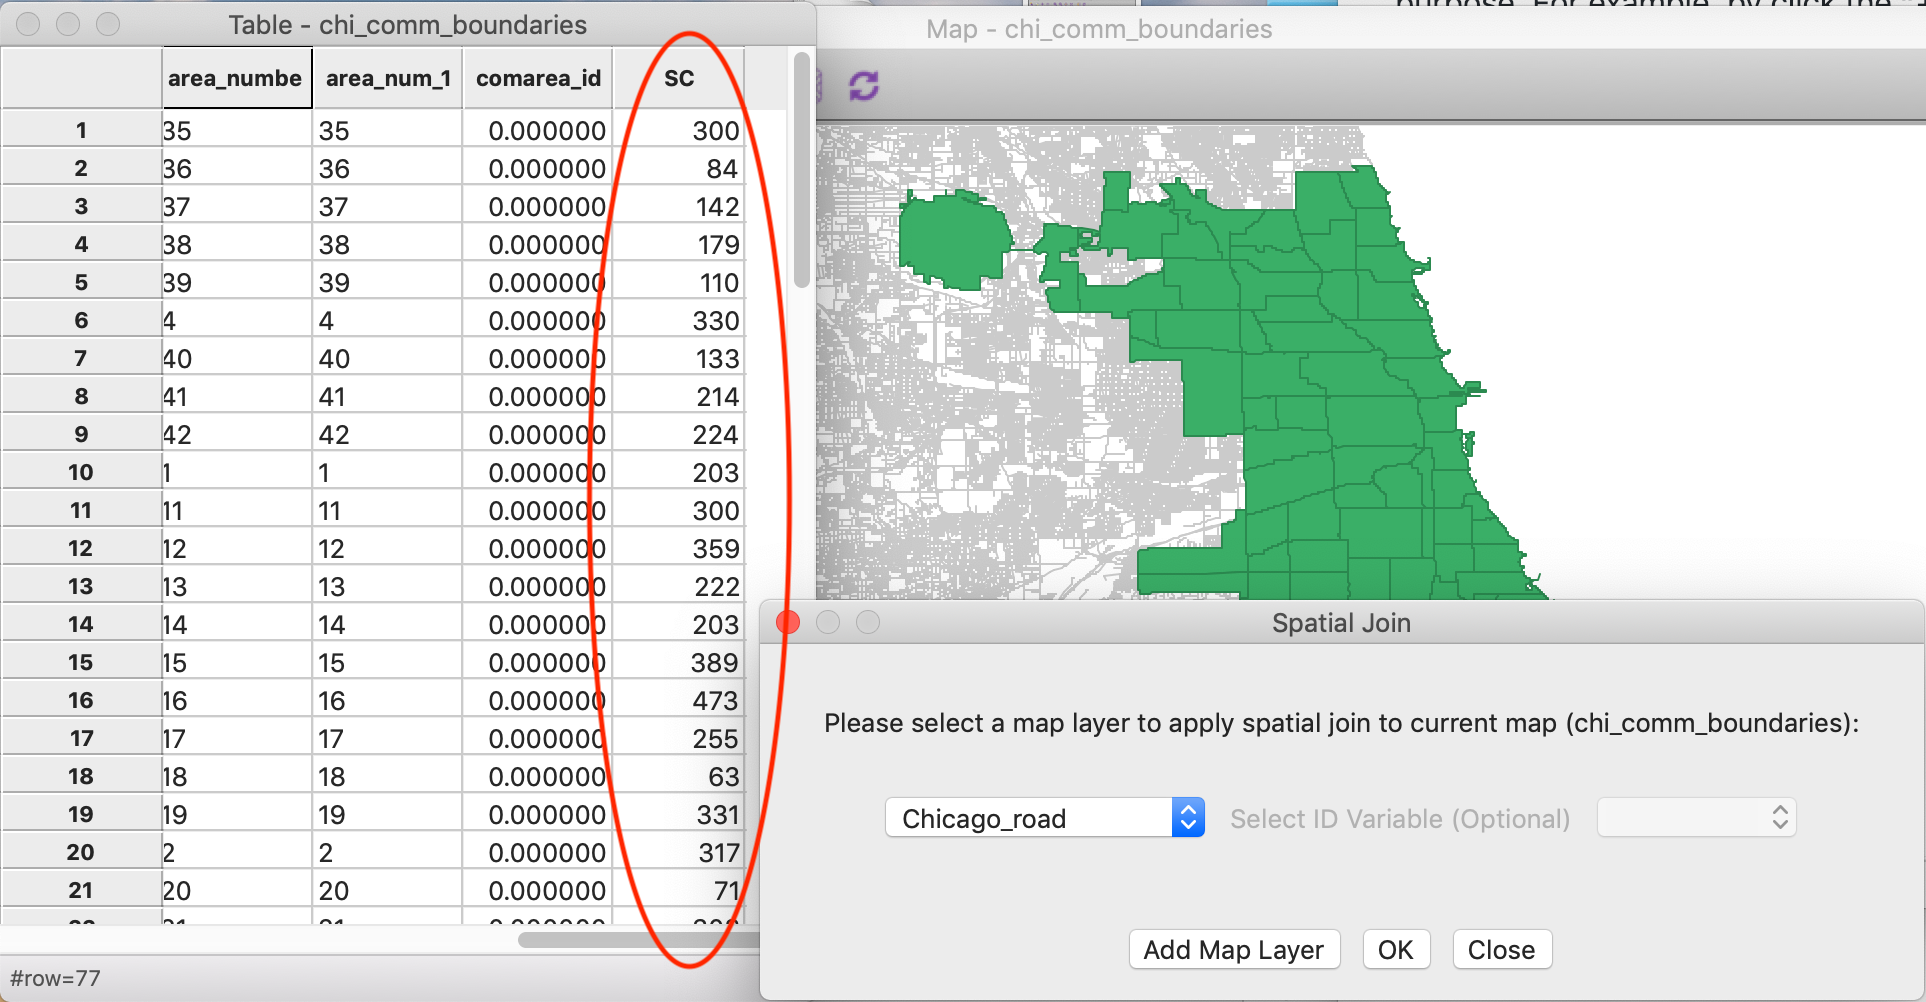 purpose. For example, by click the "+
Table - chi_comm_boundaries
Map - chi_comm_boundaries
area_numbe area_num_1 comarea_id SC
1 35 35 0.000000 300
2 36 36 0.000000 84
3 37 37 0.000000 142
4 38 38 0.000000 179
5 39 39 0.000000 110
6 4 4 0.000000 330
7 40 40 0.000000 133
8 41 41 0.000000 214
9 42 42 0.000000 224
10 1 1 0.000000 203
11 11 11 0.000000 300
12 12 12 0.000000 359
13 13 13 0.000000 222
14 14 14 0.000000 203
15 15 15 0.000000 389
16 16 16 0.000000 473
17 17 17 0.000000 255
18 18 18 0.000000 63
19 19 19 0.000000 331
20 2 2 0.000000 317
21 20 20 0.000000 71
#row=77
Spatial Join
Please select a map layer to apply spatial join to current map (chi_comm_boundaries):
Chicago_road Select ID Variable (Optional)
Add Map Layer OK Close